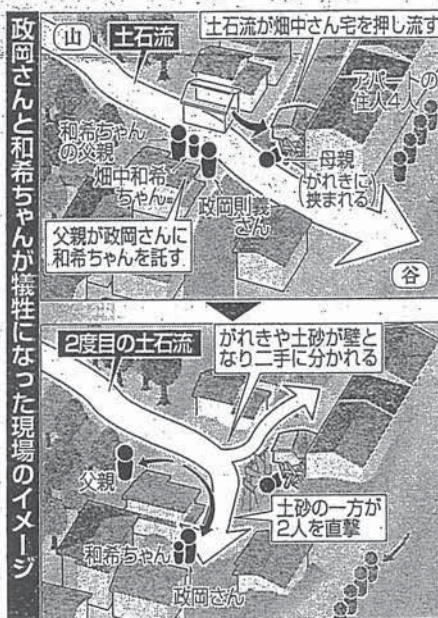 政岡さんと和希ちゃんが犠牲になった現場のイメージ
山
土石流
土石流が畑中さん宅を押し流す
アパートの
住人4人
和希ちゃん
の父親
畑中和希
ちゃん
政岡則義
さん
母親
(がれきに
挟まれる)
父親が政岡さんに
和希ちゃんを託す
谷
2度目の土石流
がれきや土砂が壁と
なり二手に分かれる
父親
土砂の一方が
2人を直撃
和希ちゃん
政岡さん